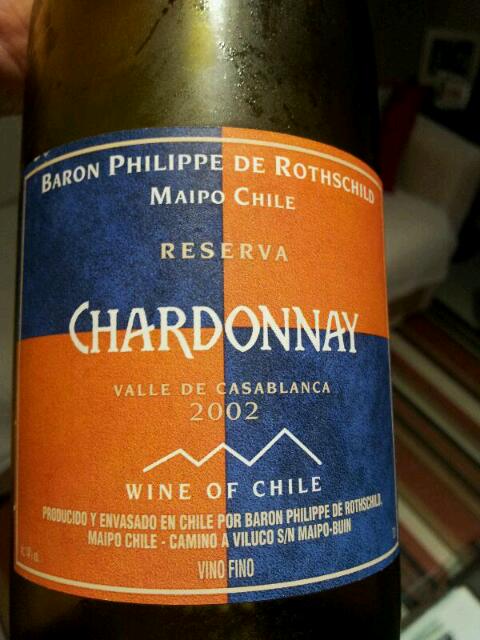 BARON PHILIPPE DE ROTHSCHILD
MAIPO CHILE
RESERVA
CHARDONNAY
VALLE DE CASABLANCA
2002
WINE OF CHILE
PRODUCIDO Y ENVASADO EN CHILE POR BARON PHILIPPE DE ROTHSCHILD,
MAIPO CHILE - CAMINO A VILUCO S/N MAIPO-BUIN
VINO FINO